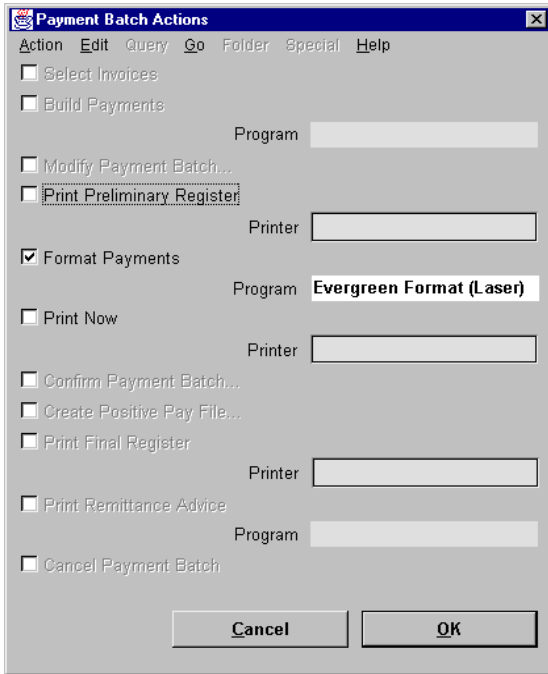 Payment Batch Actions
Action Edit Query Go Folder Special Help
Select Invoices
Build Payments
Program
Modify Payment Batch...
Print Preliminary Register
Printer
Format Payments
Program Evergreen Format (Laser)
Print Now
Printer
Confirm Payment Batch...
Create Positive Pay File...
Print Final Register
Printer
Print Remittance Advice
Program
Cancel Payment Batch
Cancel OK